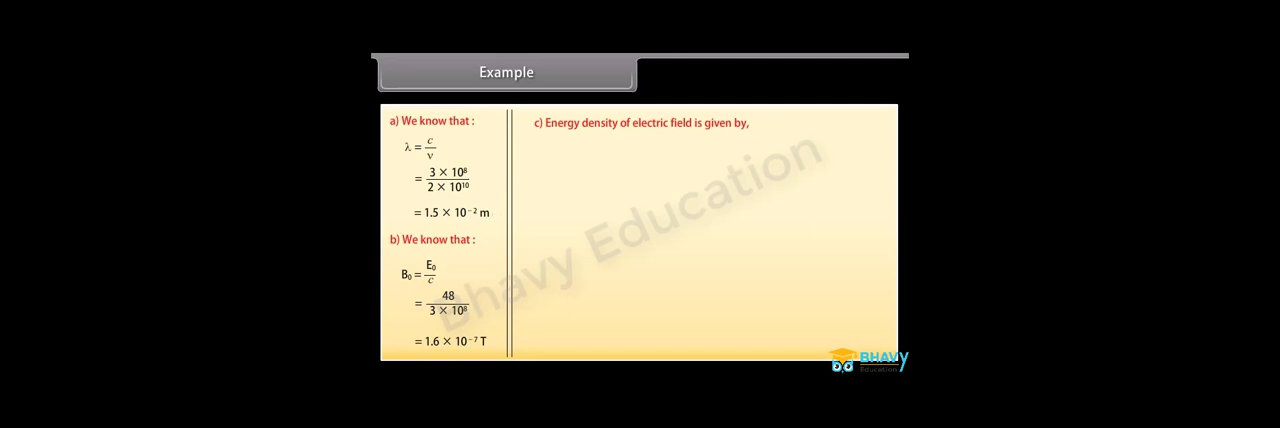 Example
a) We know that :
λ = c/ν
= 3 × 10⁸ / 2 × 10¹⁰
= 1.5 × 10⁻² m
b) We know that :
B₀ = E₀/c
= 48 / 3 × 10⁸
= 1.6 × 10⁻⁷ T
c) Energy density of electric field is given by,
Bhavy Education
BHAVY
Education